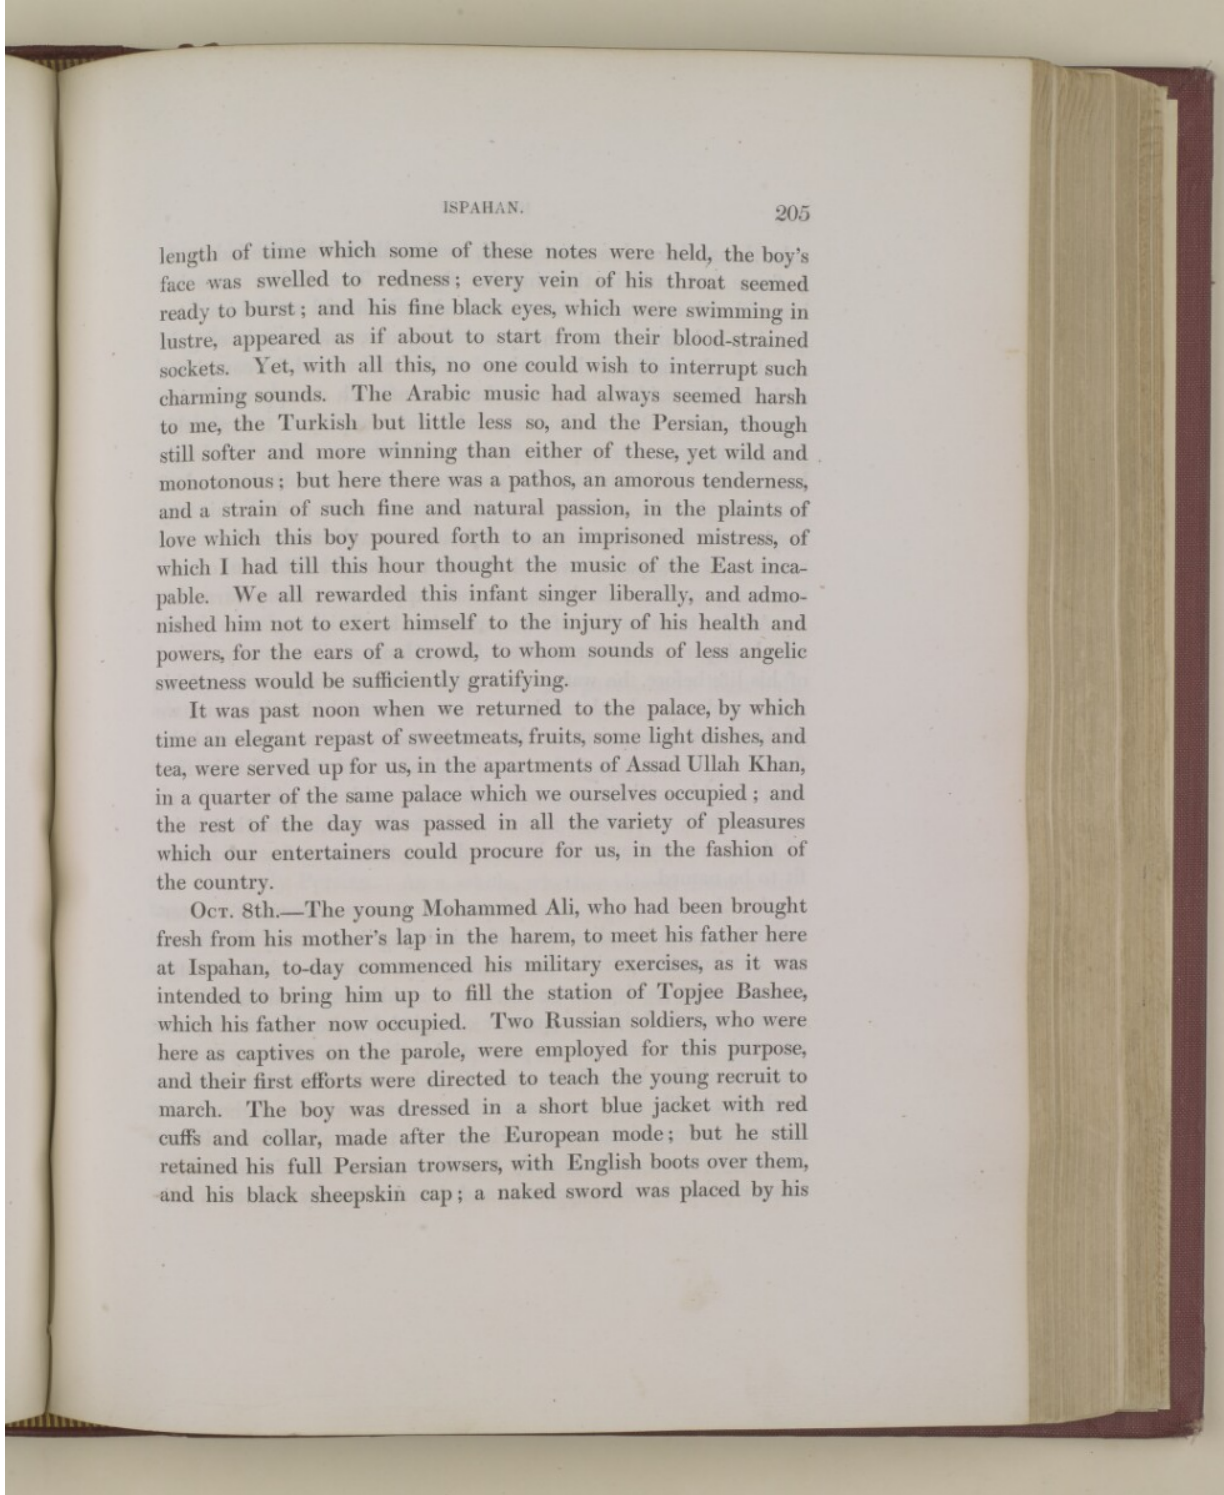 ISPAHAN. 205
length of time which some of these notes were held, the boy's
face was swelled to redness; every vein of his throat seemed
ready to burst; and his fine black eyes, which were swimming in
lustre, appeared as if about to start from their blood-strained
sockets. Yet, with all this, no one could wish to interrupt such
charming sounds. The Arabic music had always seemed harsh
to me, the Turkish but little less so, and the Persian, though
still softer and more winning than either of these, yet wild and
monotonous; but here there was a pathos, an amorous tenderness,
and a strain of such fine and natural passion, in the plaints of
love which this boy poured forth to an imprisoned mistress, of
which I had till this hour thought the music of the East inca-
pable. We all rewarded this infant singer liberally, and admo-
nished him not to exert himself to the injury of his health and
powers, for the ears of a crowd, to whom sounds of less angelic
sweetness would be sufficiently gratifying.
It was past noon when we returned to the palace, by which
time an elegant repast of sweetmeats, fruits, some light dishes, and
tea, were served up for us, in the apartments of Assad Ullah Khan,
in a quarter of the same palace which we ourselves occupied; and
the rest of the day was passed in all the variety of pleasures
which our entertainers could procure for us, in the fashion of
the country.
OCT. 8th.—The young Mohammed Ali, who had been brought
fresh from his mother's lap in the harem, to meet his father here
at Ispahan, to-day commenced his military exercises, as it was
intended to bring him up to fill the station of Topjee Bashee,
which his father now occupied. Two Russian soldiers, who were
here as captives on the parole, were employed for this purpose,
and their first efforts were directed to teach the young recruit to
march. The boy was dressed in a short blue jacket with red
cuffs and collar, made after the European mode; but he still
retained his full Persian trowsers, with English boots over them,
and his black sheepskin cap; a naked sword was placed by his